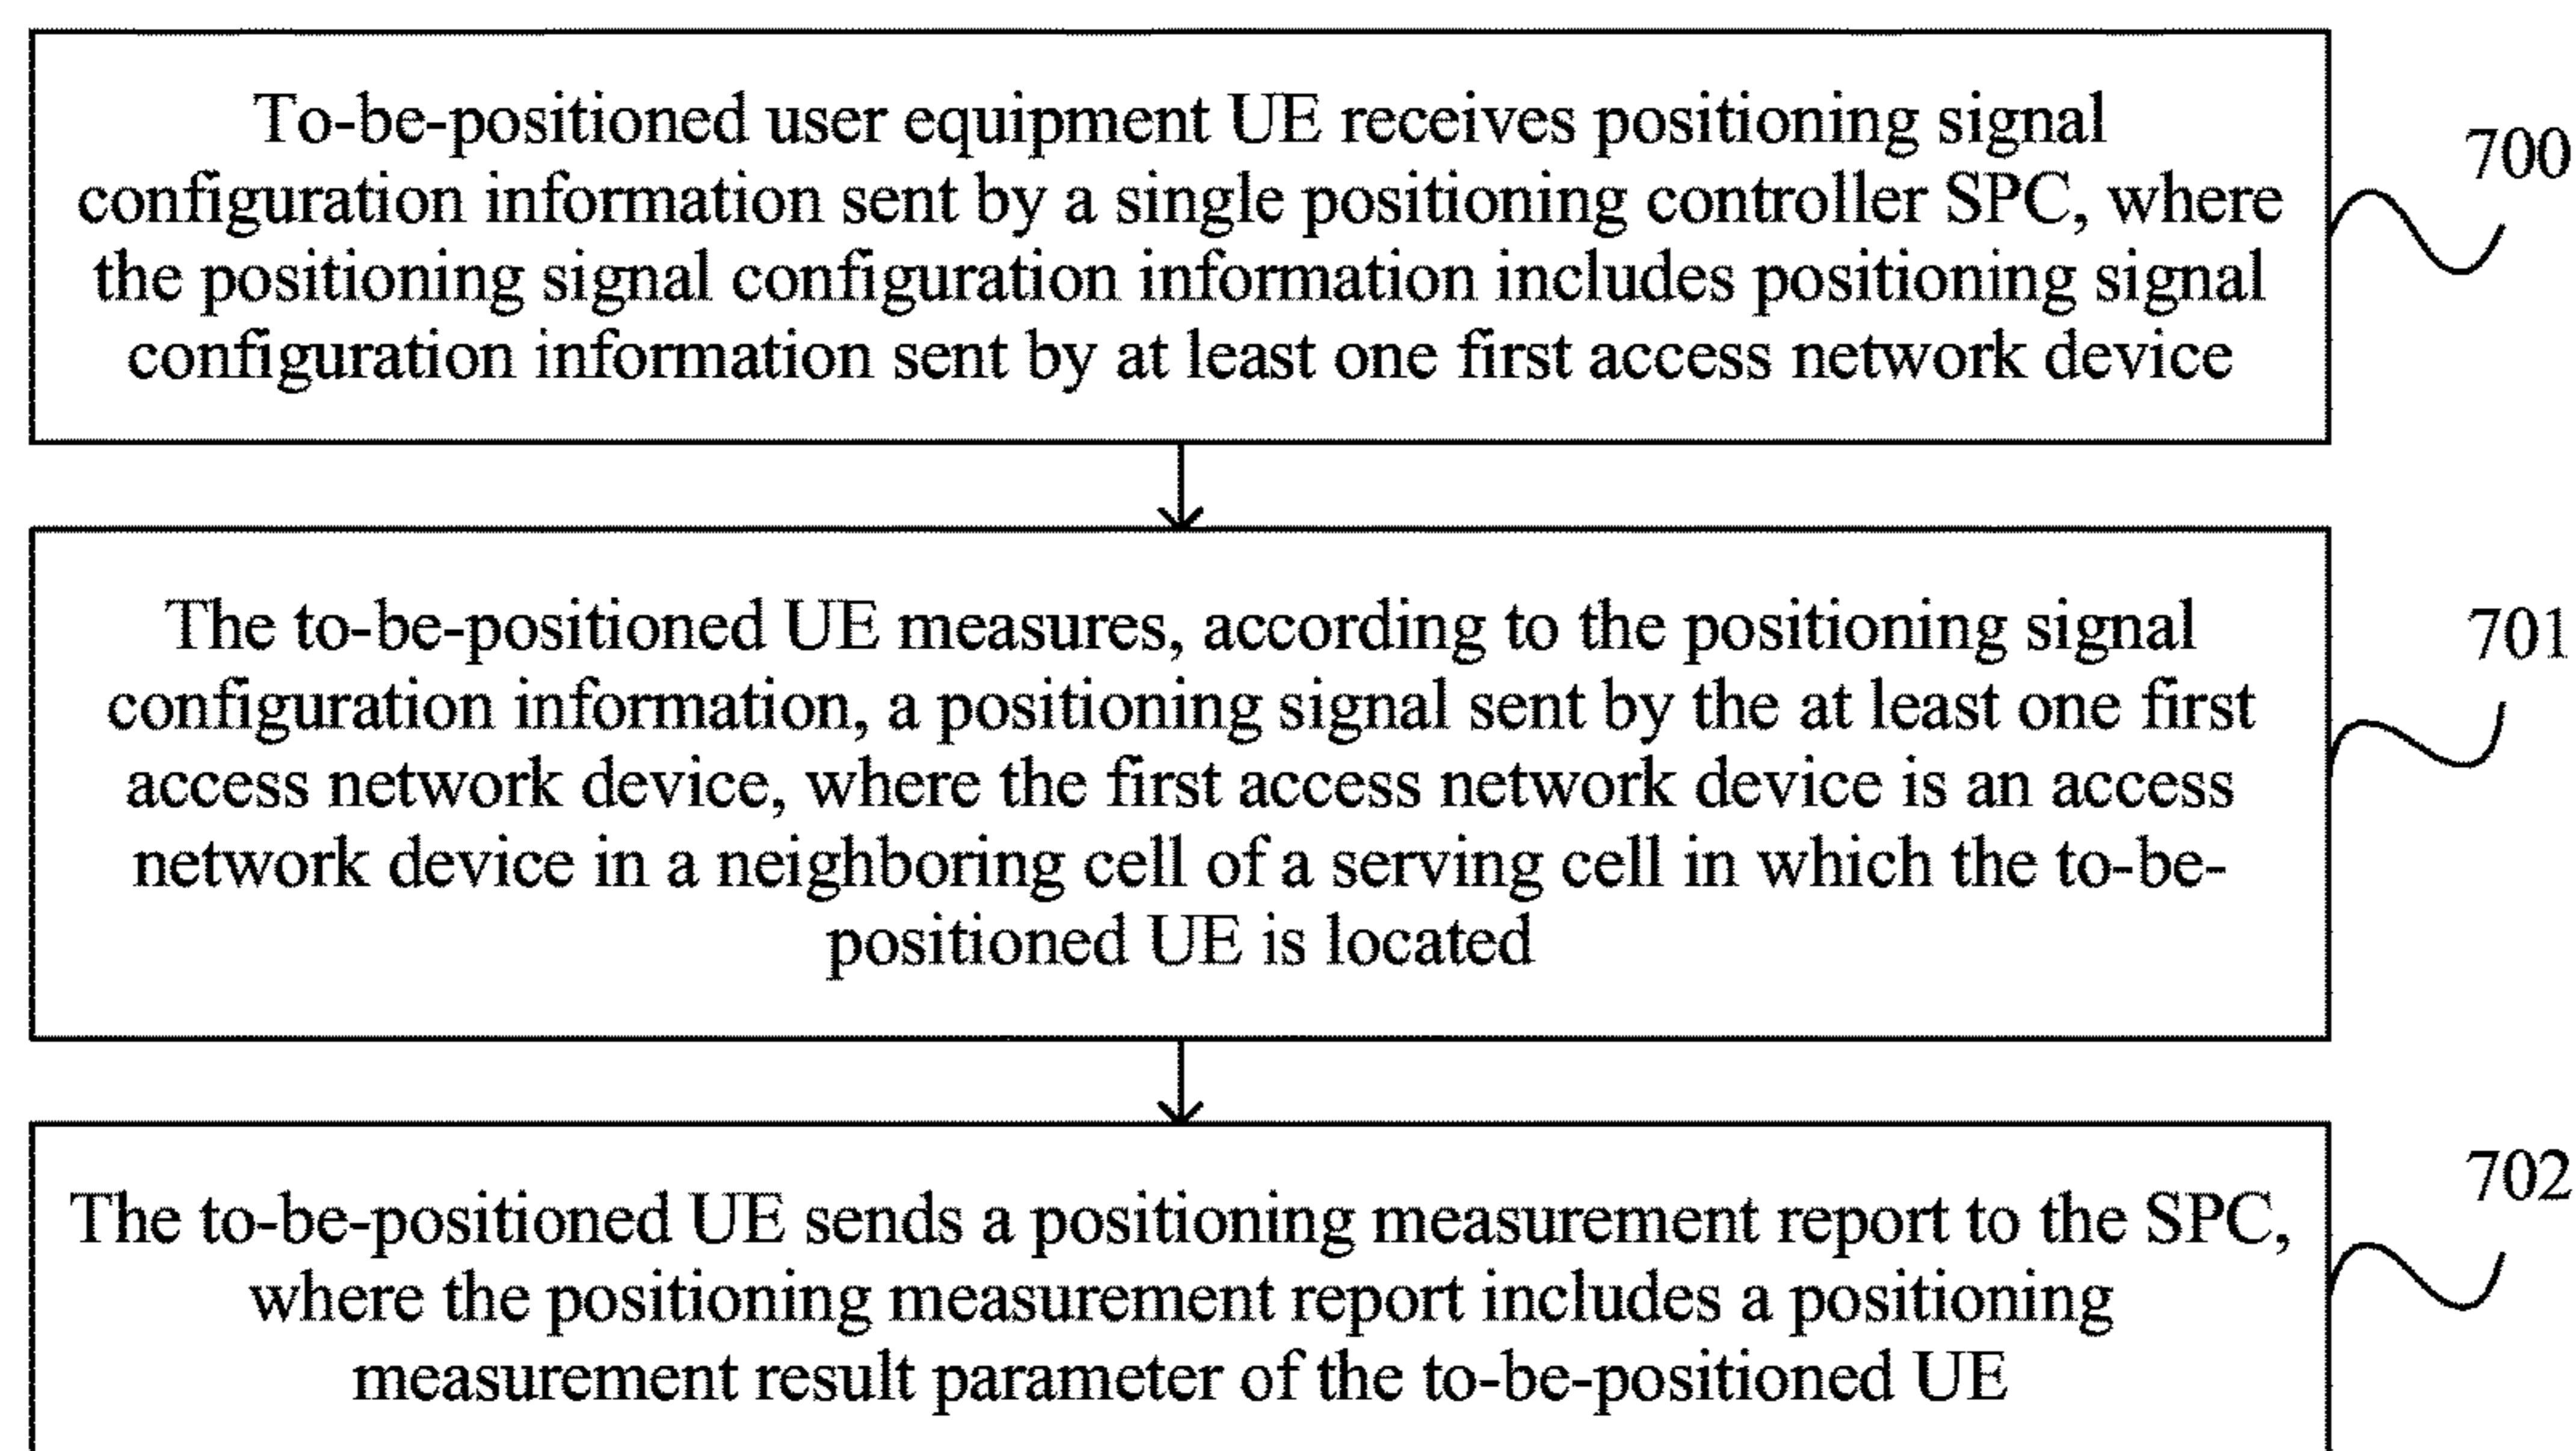 To-be-positioned user equipment UE receives positioning signal
configuration information sent by a single positioning controller SPC, where
the positioning signal configuration information includes positioning signal
configuration information sent by at least one first access network device
700
The to-be-positioned UE measures, according to the positioning signal
configuration information, a positioning signal sent by the at least one first
access network device, where the first access network device is an access
network device in a neighboring cell of a serving cell in which the to-be-
positioned UE is located
701
The to-be-positioned UE sends a positioning measurement report to the SPC,
where the positioning measurement report includes a positioning
measurement result parameter of the to-be-positioned UE
702